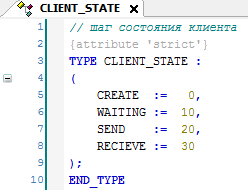 CLIENT_STATE
1 // шаг состояния клиента
2 {attribute 'strict'}
3 TYPE CLIENT_STATE :
4 (
5 CREATE := 0,
6 WAITING := 10,
7 SEND := 20,
8 RECIEVE := 30
9 );
10 END_TYPE